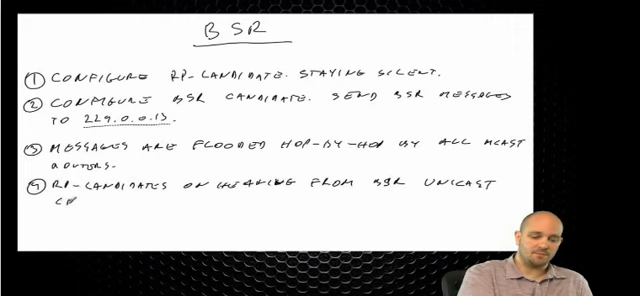 BSR
① CONFIGURE RP-CANDIDATE. STAYING SILENT.
② CONFIGURE BSR CANDIDATE. SEND BSR MESSAGES
TO 224.0.0.13.
③ MESSAGES ARE FLOODED HOP-BY-HOP BY ALL MCAST
ROUTERS.
④ RP-CANDIDATES ON HEARING FROM BSR UNICAST